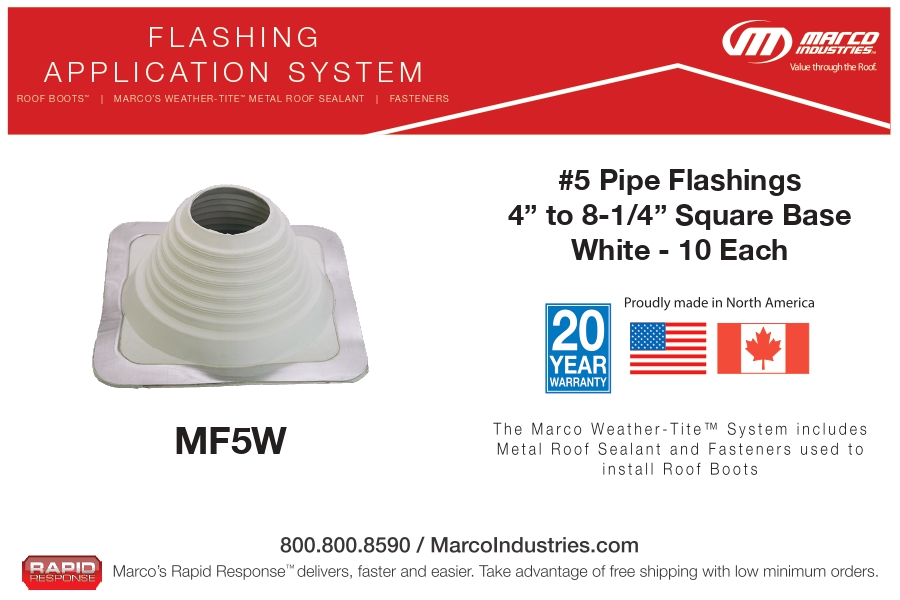 FLASHING
APPLICATION SYSTEM
ROOF BOOTS™ | MARCO'S WEATHER-TITE™ METAL ROOF SEALANT | FASTENERS
MARCO
INDUSTRIES™
Value through the Roof.
#5 Pipe Flashings
4” to 8-1/4” Square Base
White - 10 Each
Proudly made in North America
20
YEAR
WARRANTY
MF5W
The Marco Weather-Tite™ System includes
Metal Roof Sealant and Fasteners used to
install Roof Boots
800.800.8590 / MarcoIndustries.com
RAPID
RESPONSE
Marco's Rapid Response™ delivers, faster and easier. Take advantage of free shipping with low minimum orders.